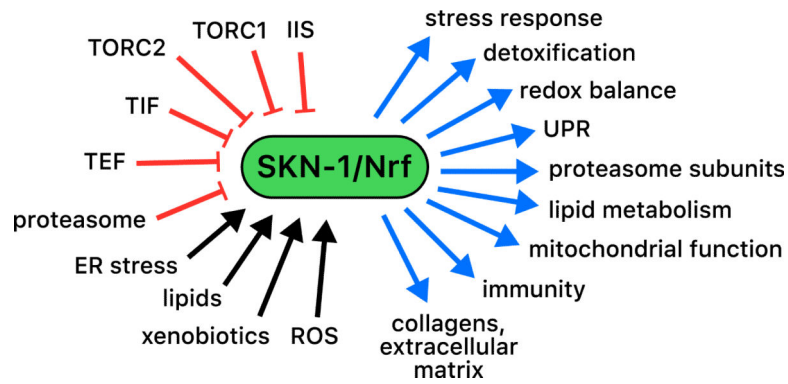 TORC1 IIS
TORC2
TIF
TEF
proteasome
ER stress
lipids
xenobiotics ROS
SKN-1/Nrf
stress response
detoxification
redox balance
UPR
proteasome subunits
lipid metabolism
mitochondrial function
immunity
collagens,
extracellular
matrix